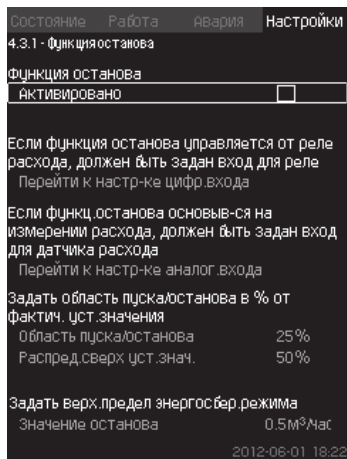 Состояние Работа Авария Настройки
4.3.1 - Функция останова
Функция останова
Активировано
Если функция останова управляется от реле
расхода, должен быть задан вход для реле
Перейти к настр-ке цифр.входа
Если функц.останова основыв-ся на
измерении расхода, должен быть задан вход
для датчика расхода
Перейти к настр-ке аналог.входа
Задать область пуска/останова в % от
фактич. уст.значения
Область пуска/останова 25%
Распред.сверх уст.знач. 50%
Задать верх.предел энергосбер.режима
Значение останова 0.5м³/час
2012-06-01 18:22